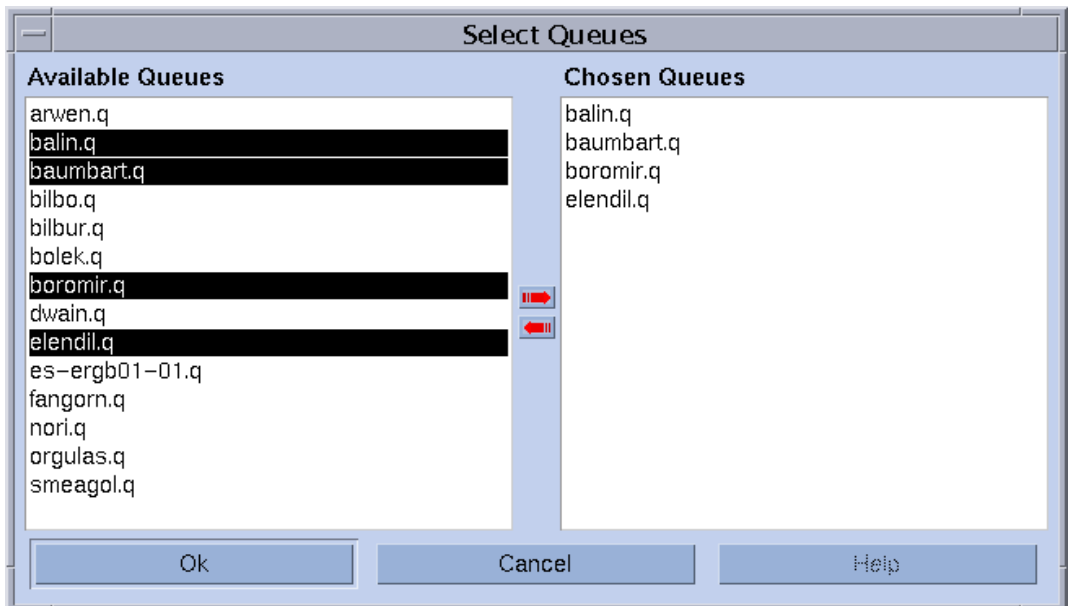 Select Queues
Available Queues
arwen.q
balin.q
baumbart.q
bilbo.q
bilbur.q
bolek.q
boromir.q
dwain.q
elendil.q
es-ergb01-01.q
fangorn.q
nori.q
orgulas.q
smeagol.q
Chosen Queues
balin.q
baumbart.q
boromir.q
elendil.q
Ok
Cancel
Help